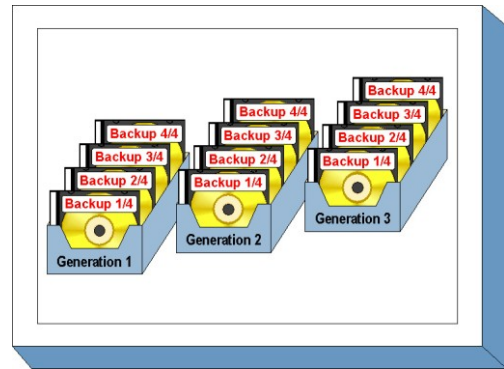 Backup 4/4
Backup 3/4
Backup 2/4
Backup 1/4
Generation 1
Backup 4/4
Backup 3/4
Backup 2/4
Backup 1/4
Generation 2
Backup 4/4
Backup 3/4
Backup 2/4
Backup 1/4
Generation 3